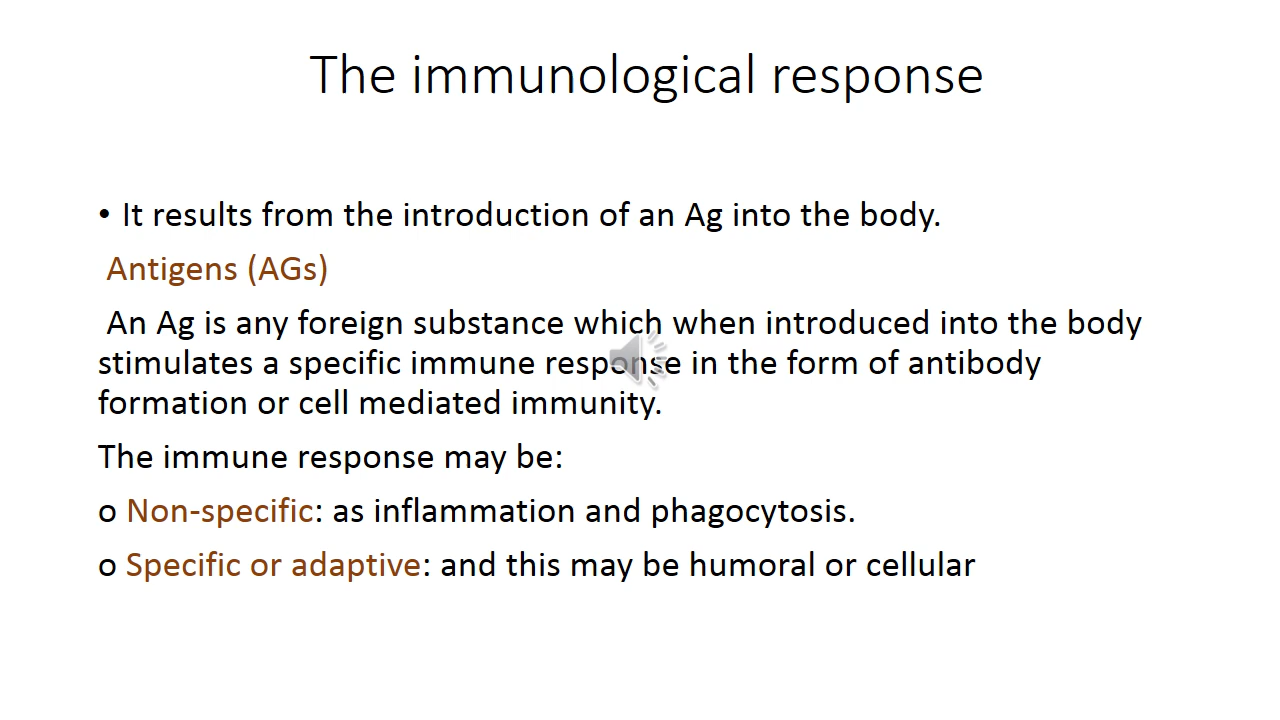 The immunological response
• It results from the introduction of an Ag into the body.
Antigens (AGs)
An Ag is any foreign substance which when introduced into the body
stimulates a specific immune response in the form of antibody
formation or cell mediated immunity.
The immune response may be:
o Non-specific: as inflammation and phagocytosis.
o Specific or adaptive: and this may be humoral or cellular